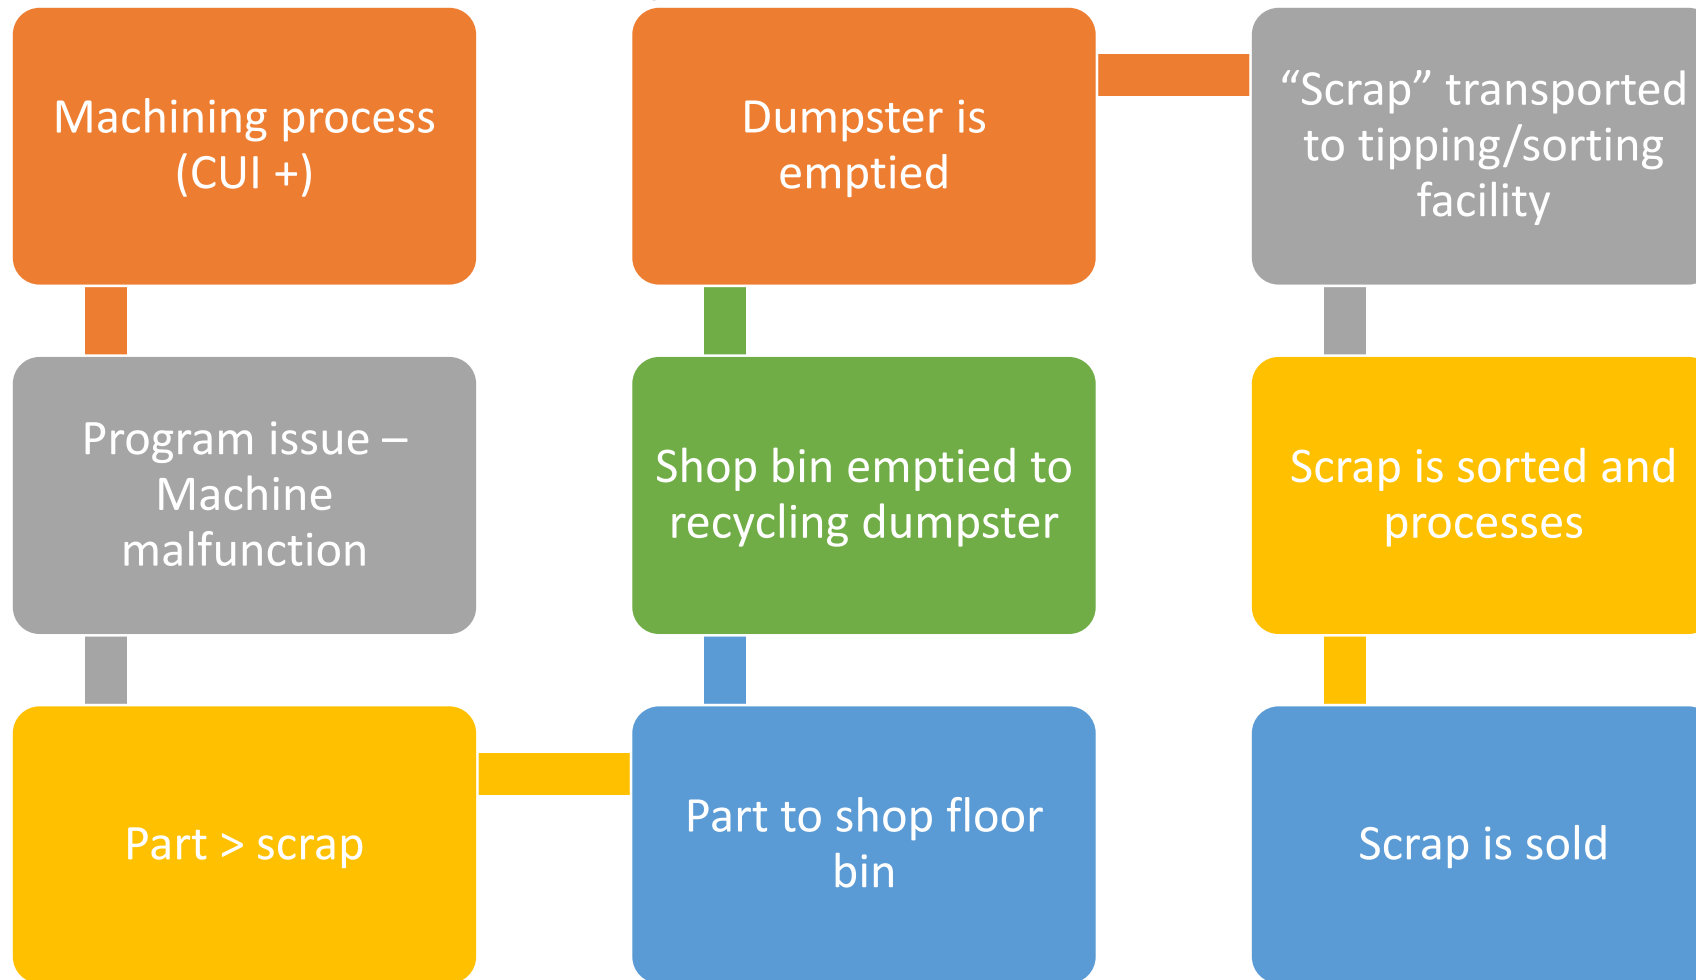 Machining process
(CUI +)
Program issue –
Machine
malfunction
Part > scrap
Part to shop floor
bin
Shop bin emptied to
recycling dumpster
Dumpster is
emptied
“Scrap” transported
to tipping/sorting
facility
Scrap is sorted and
processes
Scrap is sold